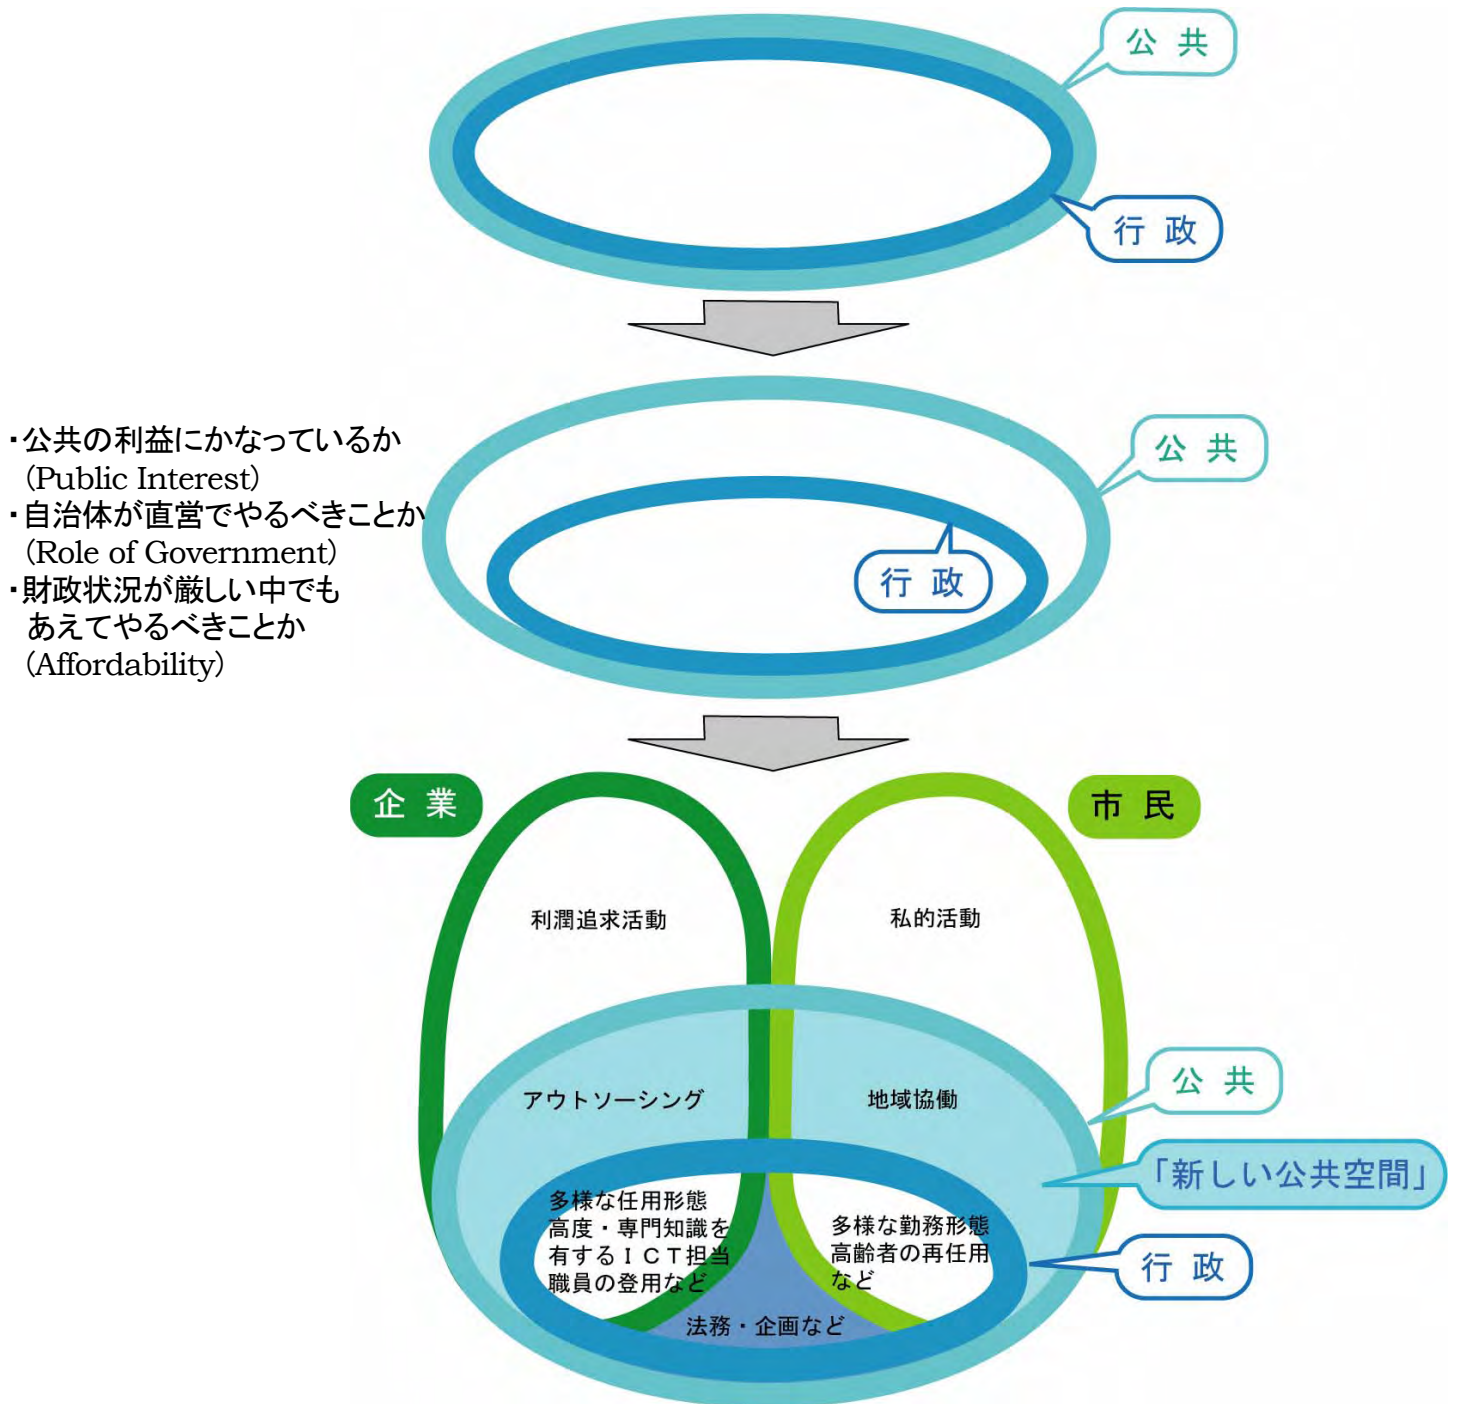 公 共
行 政
・公共の利益にかなっているか
(Public Interest)
・自治体が直営でやるべきことか
(Role of Government)
・財政状況が厳しい中でも
あえてやるべきことか
(Affordability)
公 共
行 政
企 業
市 民
利潤追求活動
私的活動
アウトソーシング
地域協働
公 共
「新しい公共空間」
多様な任用形態
高度・専門知識を
有するＩＣＴ担当
職員の登用など
多様な勤務形態
高齢者の再任用
など
行 政
法務・企画など